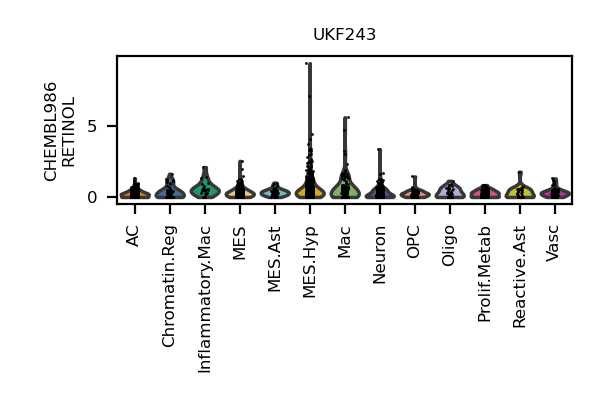 UKF243
CHEMBL986
RETINOL
5
0
AC
Chromatin.Reg
Inflammatory.Mac
MES
MES.Ast
MES.Hyp
Mac
Neuron
OPC
Oligo
Prolif.Metab
Reactive.Ast
Vasc